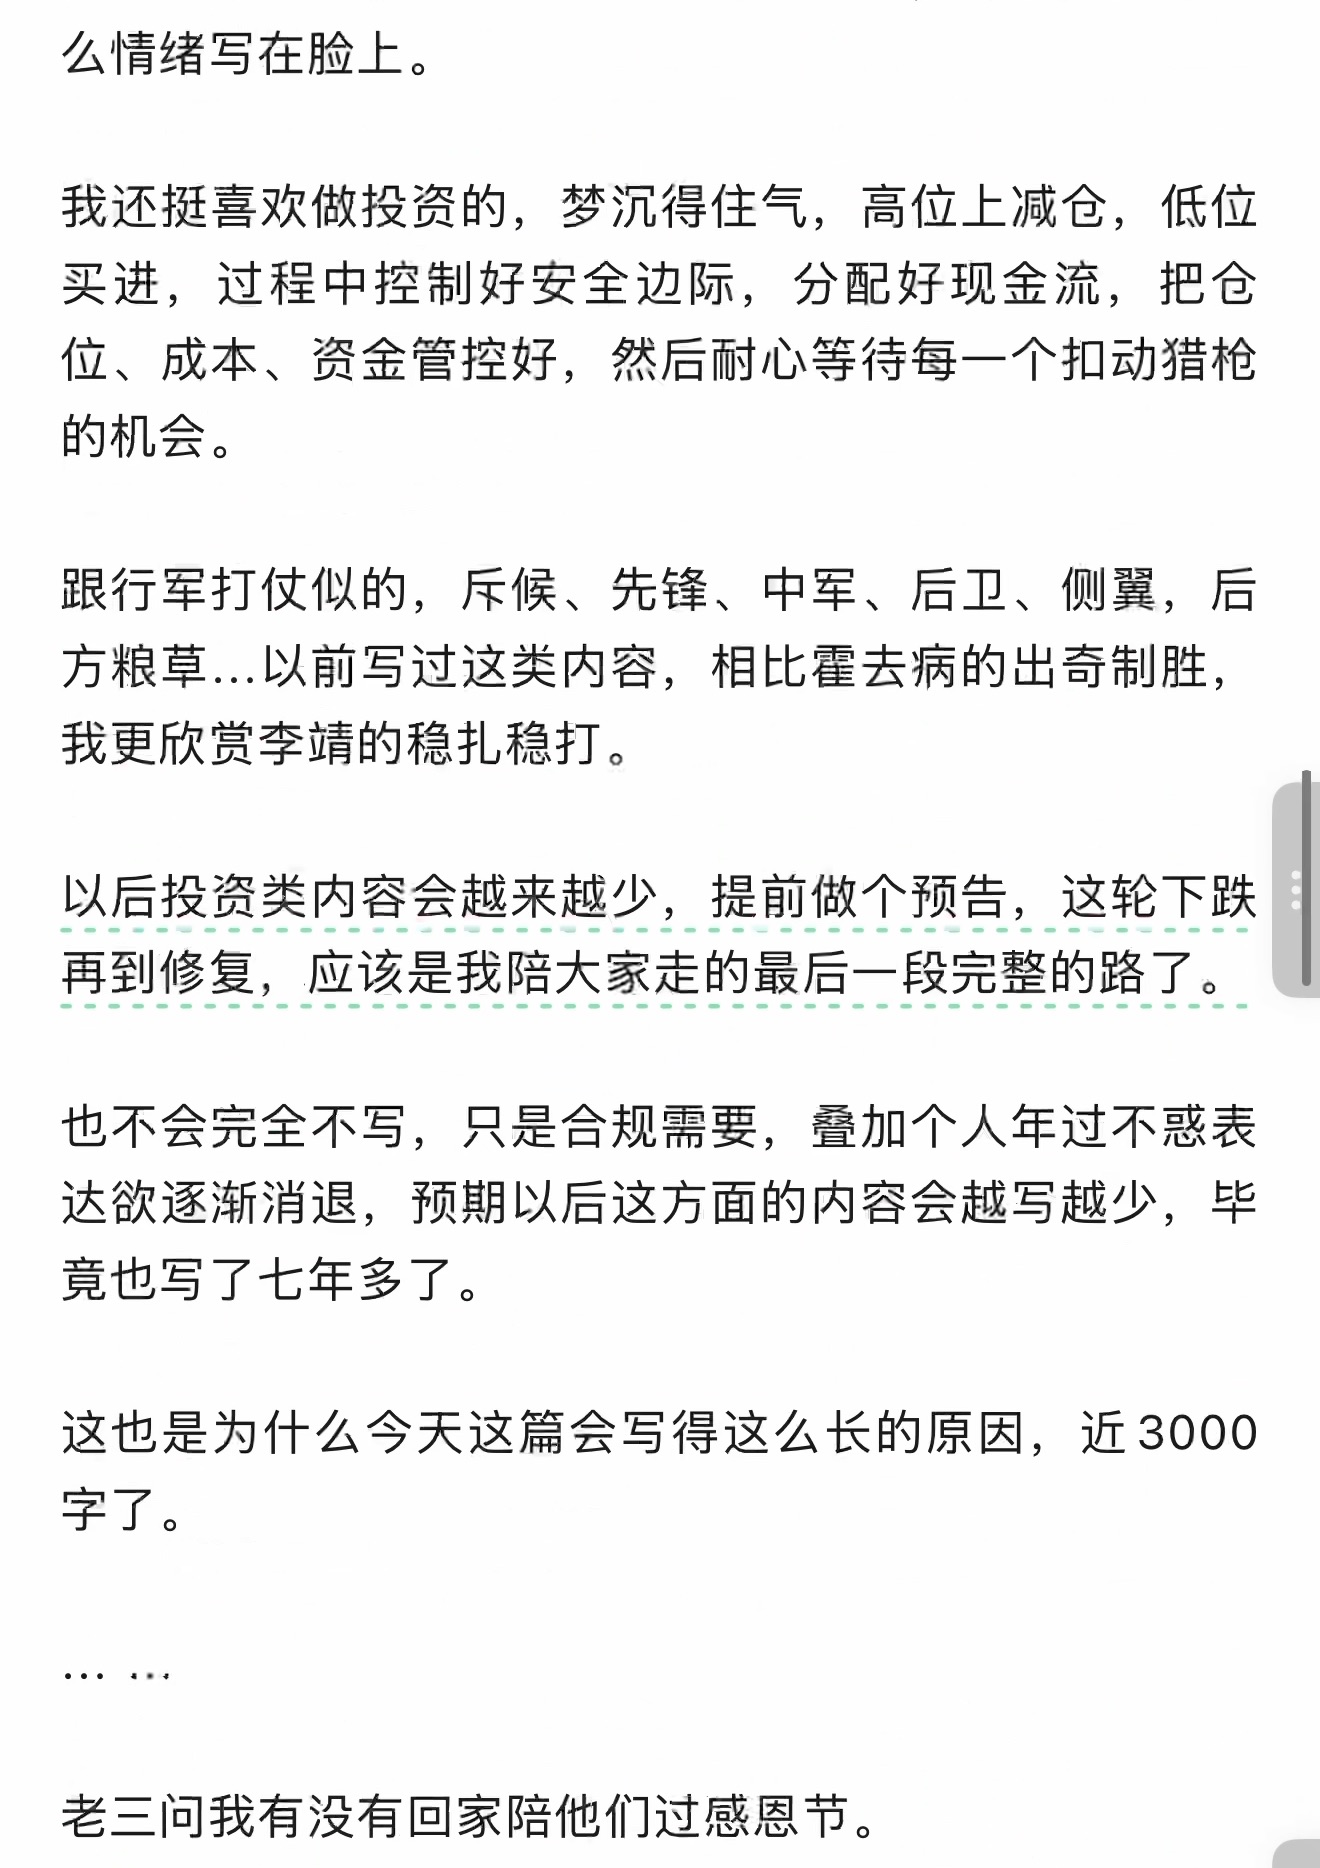 么情绪写在脸上。
我还挺喜欢做投资的，梦沉得住气，高位上减仓，低位
买进，过程中控制好安全边际，分配好现金流，把仓
位、成本、资金管控好，然后耐心等待每一个扣动猎枪
的机会。
跟行军打仗似的，斥候、先锋、中军、后卫、侧翼，后
方粮草…以前写过这类内容，相比霍去病的出奇制胜，
我更欣赏李靖的稳扎稳打。
以后投资类内容会越来越少，提前做个预告，这轮下跌
再到修复，应该是我陪大家走的最后一段完整的路了。
也不会完全不写，只是合规需要，叠加个人年过不惑表
达欲逐渐消退，预期以后这方面的内容会越写越少，毕
竟也写了七年多了。
这也是为什么今天这篇会写得这么长的原因，近3000
字了。
… …
老三问我有没有回家陪他们过感恩节。